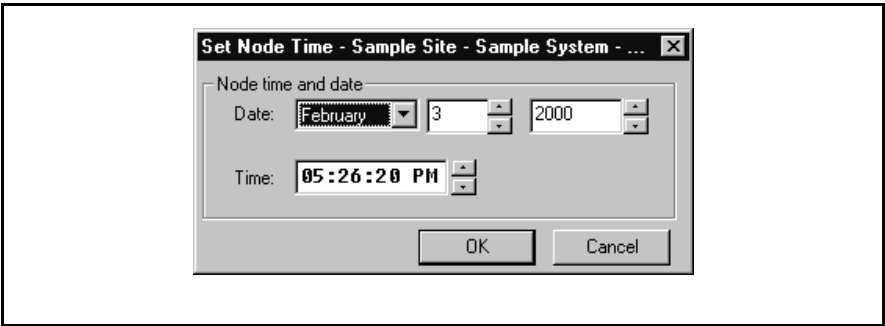 Set Node Time - Sample Site - Sample System - ...
Node time and date
Date: February 3 2000
Time: 05:26:20 PM
OK Cancel